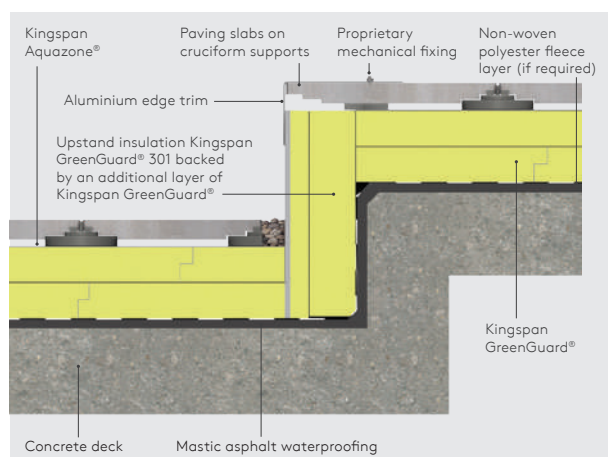 Kingspan
Aquazone®
Paving slabs on
cruciform supports
Proprietary
mechanical fixing
Non-woven
polyester fleece
layer (if required)
Aluminium edge trim
Upstand insulation Kingspan
GreenGuard® 301 backed
by an additional layer of
Kingspan GreenGuard®
Kingspan
GreenGuard®
Concrete deck
Mastic asphalt waterproofing